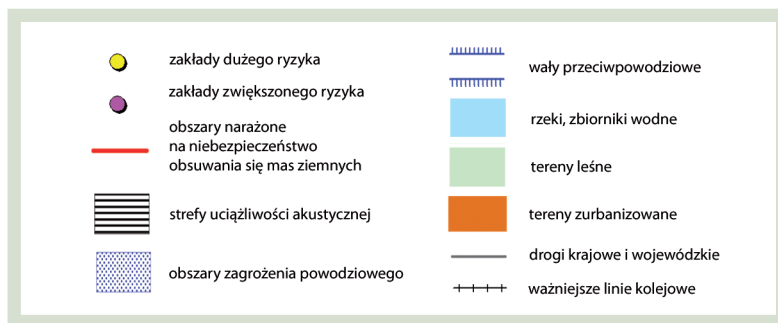 zakłady dużego ryzyka
zakłady zwiększonego ryzyka
obszary narażone
na niebezpieczeństwo
obsuwania się mas ziemnych
strefy uciążliwości akustycznej
obszary zagrożenia powodziowego
wały przeciwpowodziowe
rzeki, zbiorniki wodne
tereny leśne
tereny zurbanizowane
drogi krajowe i wojewódzkie
ważniejsze linie kolejowe